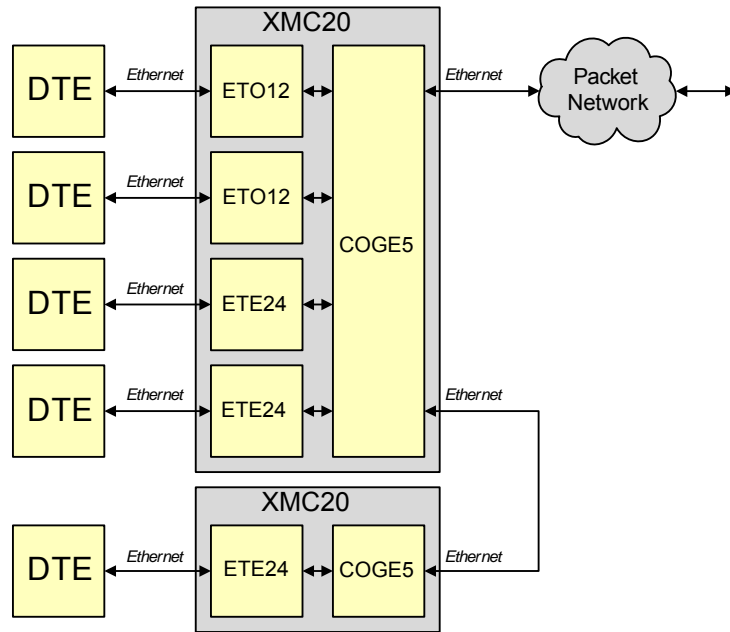 XMC20
DTE
Ethernet
ETO12
Ethernet
Packet
Network
DTE
Ethernet
ETO12
COGE5
DTE
Ethernet
ETE24
DTE
Ethernet
ETE24
Ethernet
XMC20
DTE
Ethernet
ETE24
COGE5
Ethernet